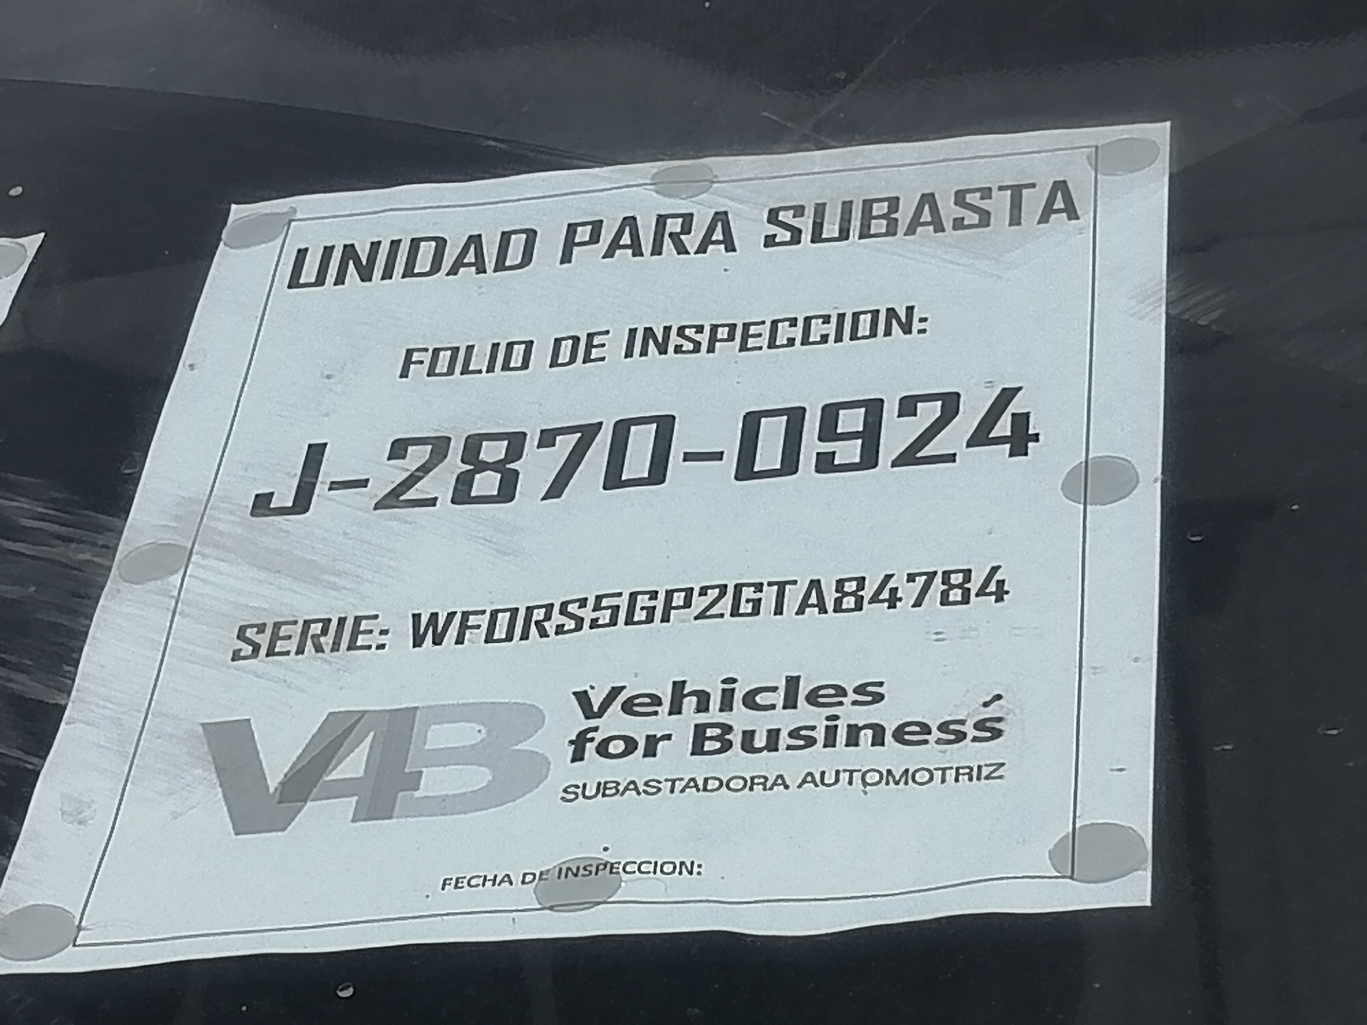 UNIDAD PARA SUBASTA
FOLIO DE INSPECCION:
J-2870-0924
SERIE: WF0RS5GP2GTA84784
V4B
Vehicles
for Business
SUBASTADORA AUTOMOTRIZ
FECHA DE INSPECCION: